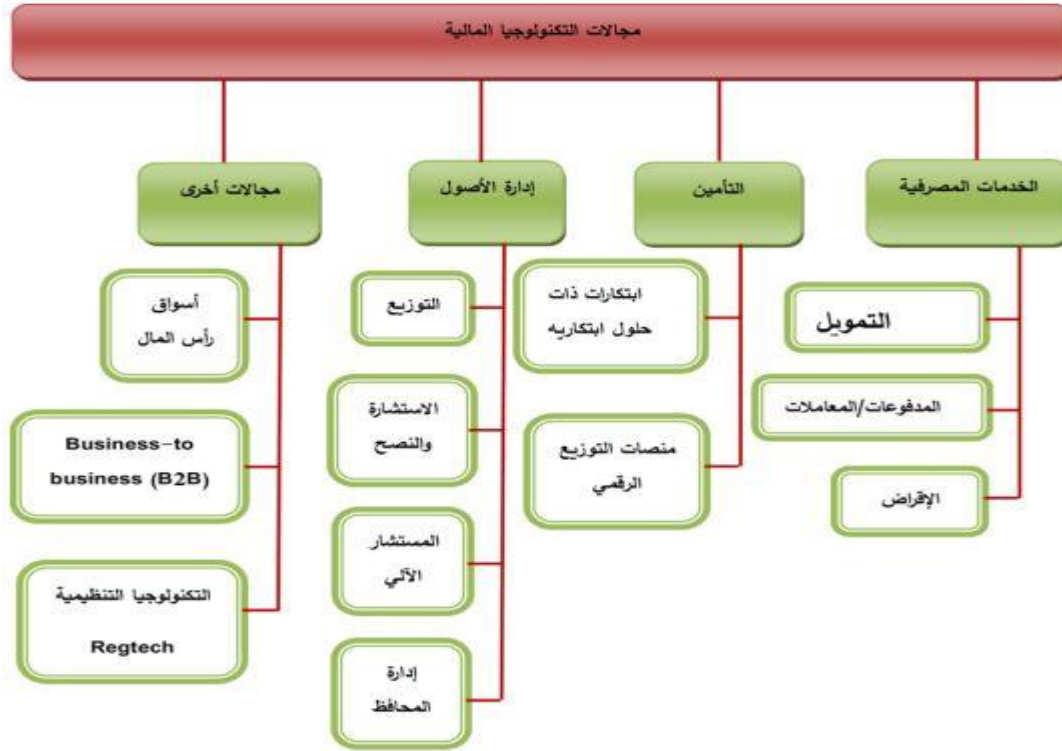 مجالات التكنولوجيا المالية
الخدمات المصرفية
التمويل
المدفوعات/المعاملات
الإقراض
التأمين
ابتكارات ذات
حلول ابتكاريه
منصات التوزيع
الرقمي
إدارة الأصول
التوزيع
الاستشارة
والنصح
المستشار
الآلي
إدارة
المحافظ
مجالات أخرى
أسواق
رأس المال
Business-to
business (B2B)
التكنولوجيا التنظيمية
Regtech